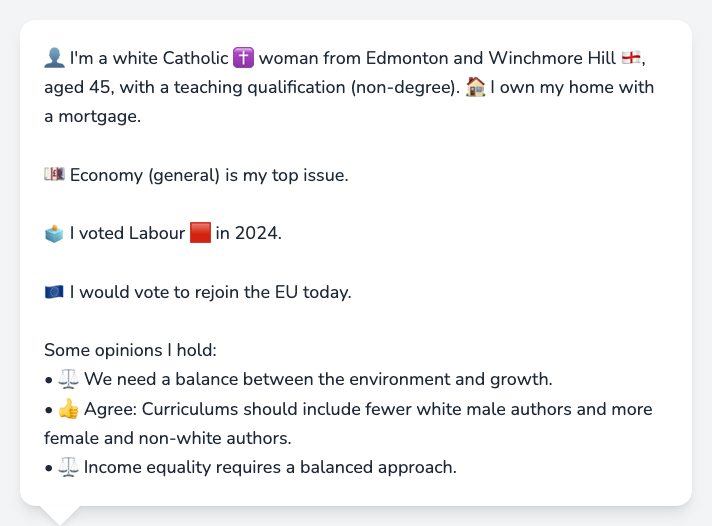 👤 I'm a white Catholic ✝️ woman from Edmonton and Winchmore Hill 🏴󠁧󠁢󠁥󠁮󠁧󠁿,
aged 45, with a teaching qualification (non-degree). 🏠 I own my home with
a mortgage.
💷 Economy (general) is my top issue.
🗳️ I voted Labour 🟥 in 2024.
🇪🇺 I would vote to rejoin the EU today.
Some opinions I hold:
• ⚖️ We need a balance between the environment and growth.
• 👍 Agree: Curriculums should include fewer white male authors and more
female and non-white authors.
• ⚖️ Income equality requires a balanced approach.